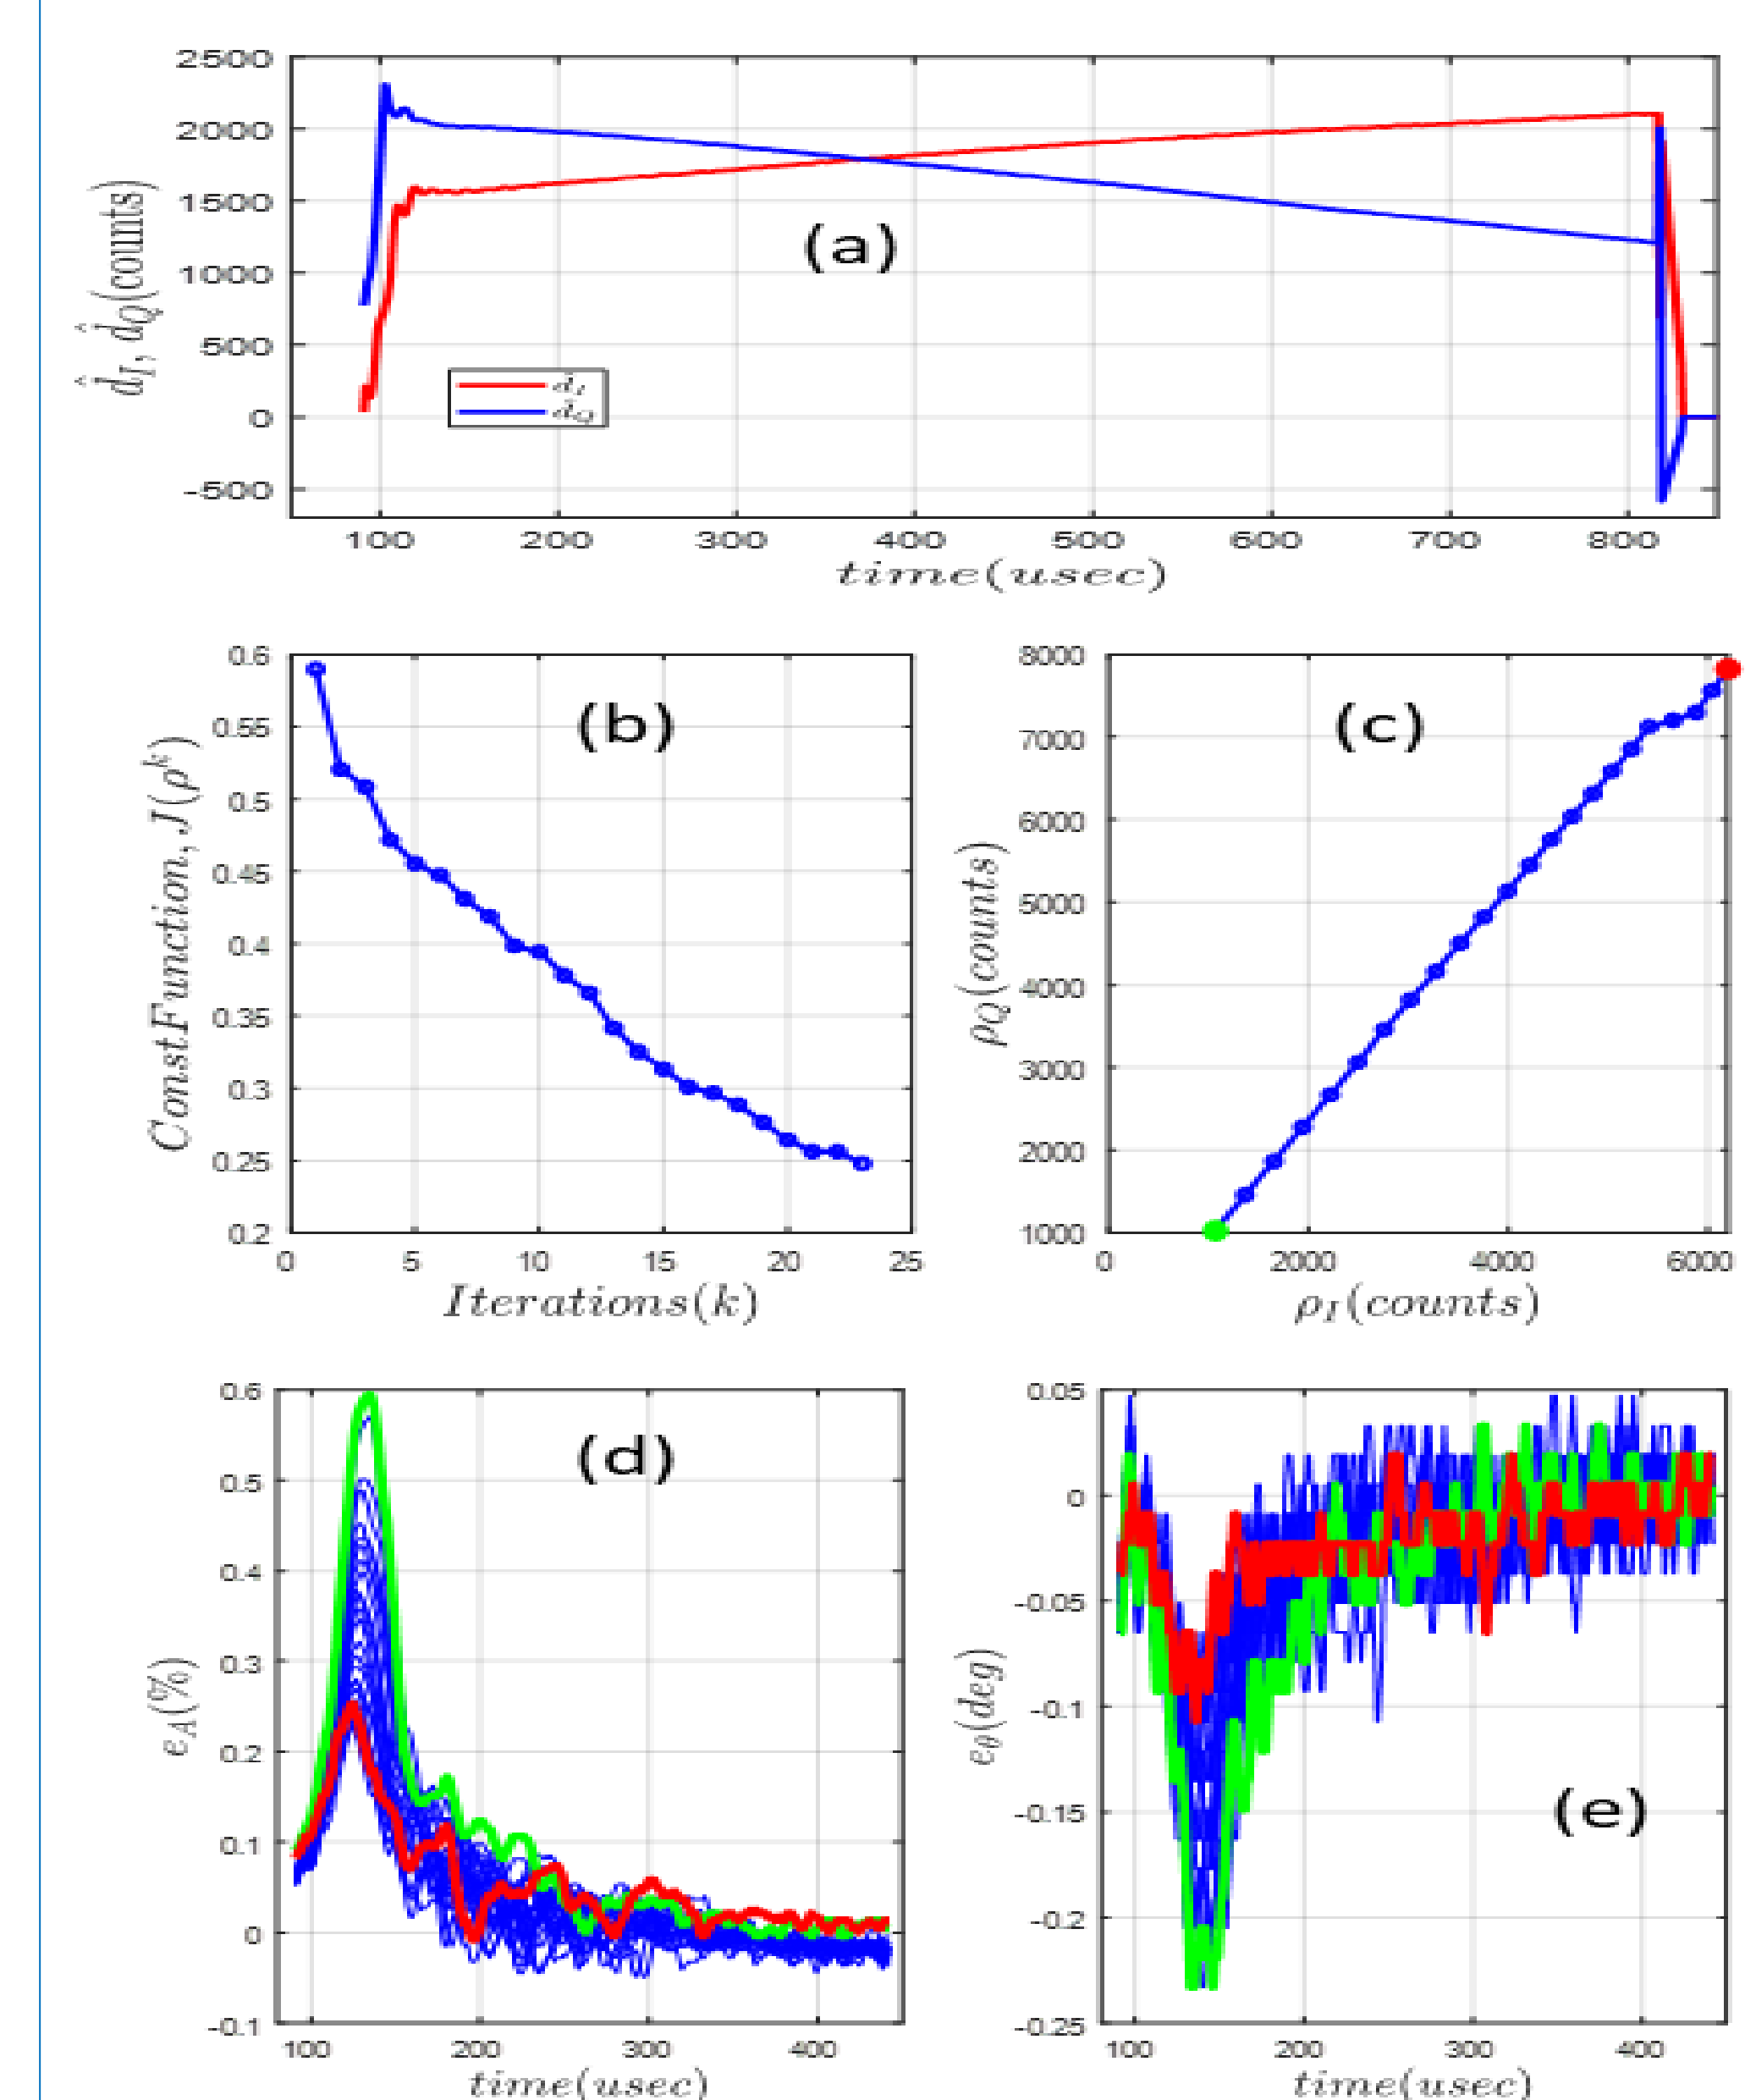 2500
2000
1500
1000
500
0
-500
d̂_I, d̂_Q(counts)
(a)
d_I
d_Q
100 200 300 400 500 600 700 800
time(usec)
0.6
0.55
0.5
0.45
0.4
0.35
0.3
0.25
0.2
ConstFunction, J(ρ^k)
(b)
0 5 10 15 20 25
Iterations(k)
8000
7000
6000
5000
4000
3000
2000
1000
ρ_Q(counts)
(c)
0 2000 4000 6000
ρ_I(counts)
0.6
0.5
0.4
0.3
0.2
0.1
0
-0.1
e_A(%)
(d)
100 200 300 400
time(usec)
0.05
0
-0.05
-0.1
-0.15
-0.2
-0.25
e_θ(deg)
(e)
100 200 300 400
time(usec)